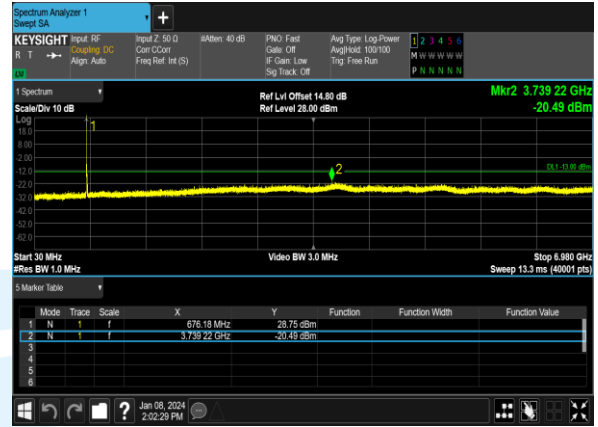 Spectrum Analyzer 1
Swept SA
+
KEYSIGHT Input: RF Input Z: 50 Ω #Atten: 40 dB PNO: Fast Avg Type: Log-Power 1 2 3 4 5 6
R T Coupling: DC Corr CCorr Gate: Off Avg|Hold: 100/100 M W W W W W
Align: Auto Freq Ref: Int (S) IF Gain: Low Trig: Free Run P N N N N N
Sig Track: Off
1 Spectrum Ref Lvl Offset 14.80 dB Mkr2 3.739 22 GHz
Scale/Div 10 dB Ref Level 28.00 dBm -20.49 dBm
Log
1
18.0
8.00
-2.00
-12.0 2 DL1 -13.00 dBm
-22.0
-32.0
-42.0
-52.0
-62.0
Start 30 MHz Video BW 3.0 MHz Stop 6.980 GHz
#Res BW 1.0 MHz Sweep 13.3 ms (40001 pts)
5 Marker Table
Mode Trace Scale X Y Function Function Width Function Value
1 N 1 f 676.18 MHz 28.75 dBm
2 N 1 f 3.739 22 GHz -20.49 dBm
3
4
5
6
? Jan 08, 2024
2:02:29 PM